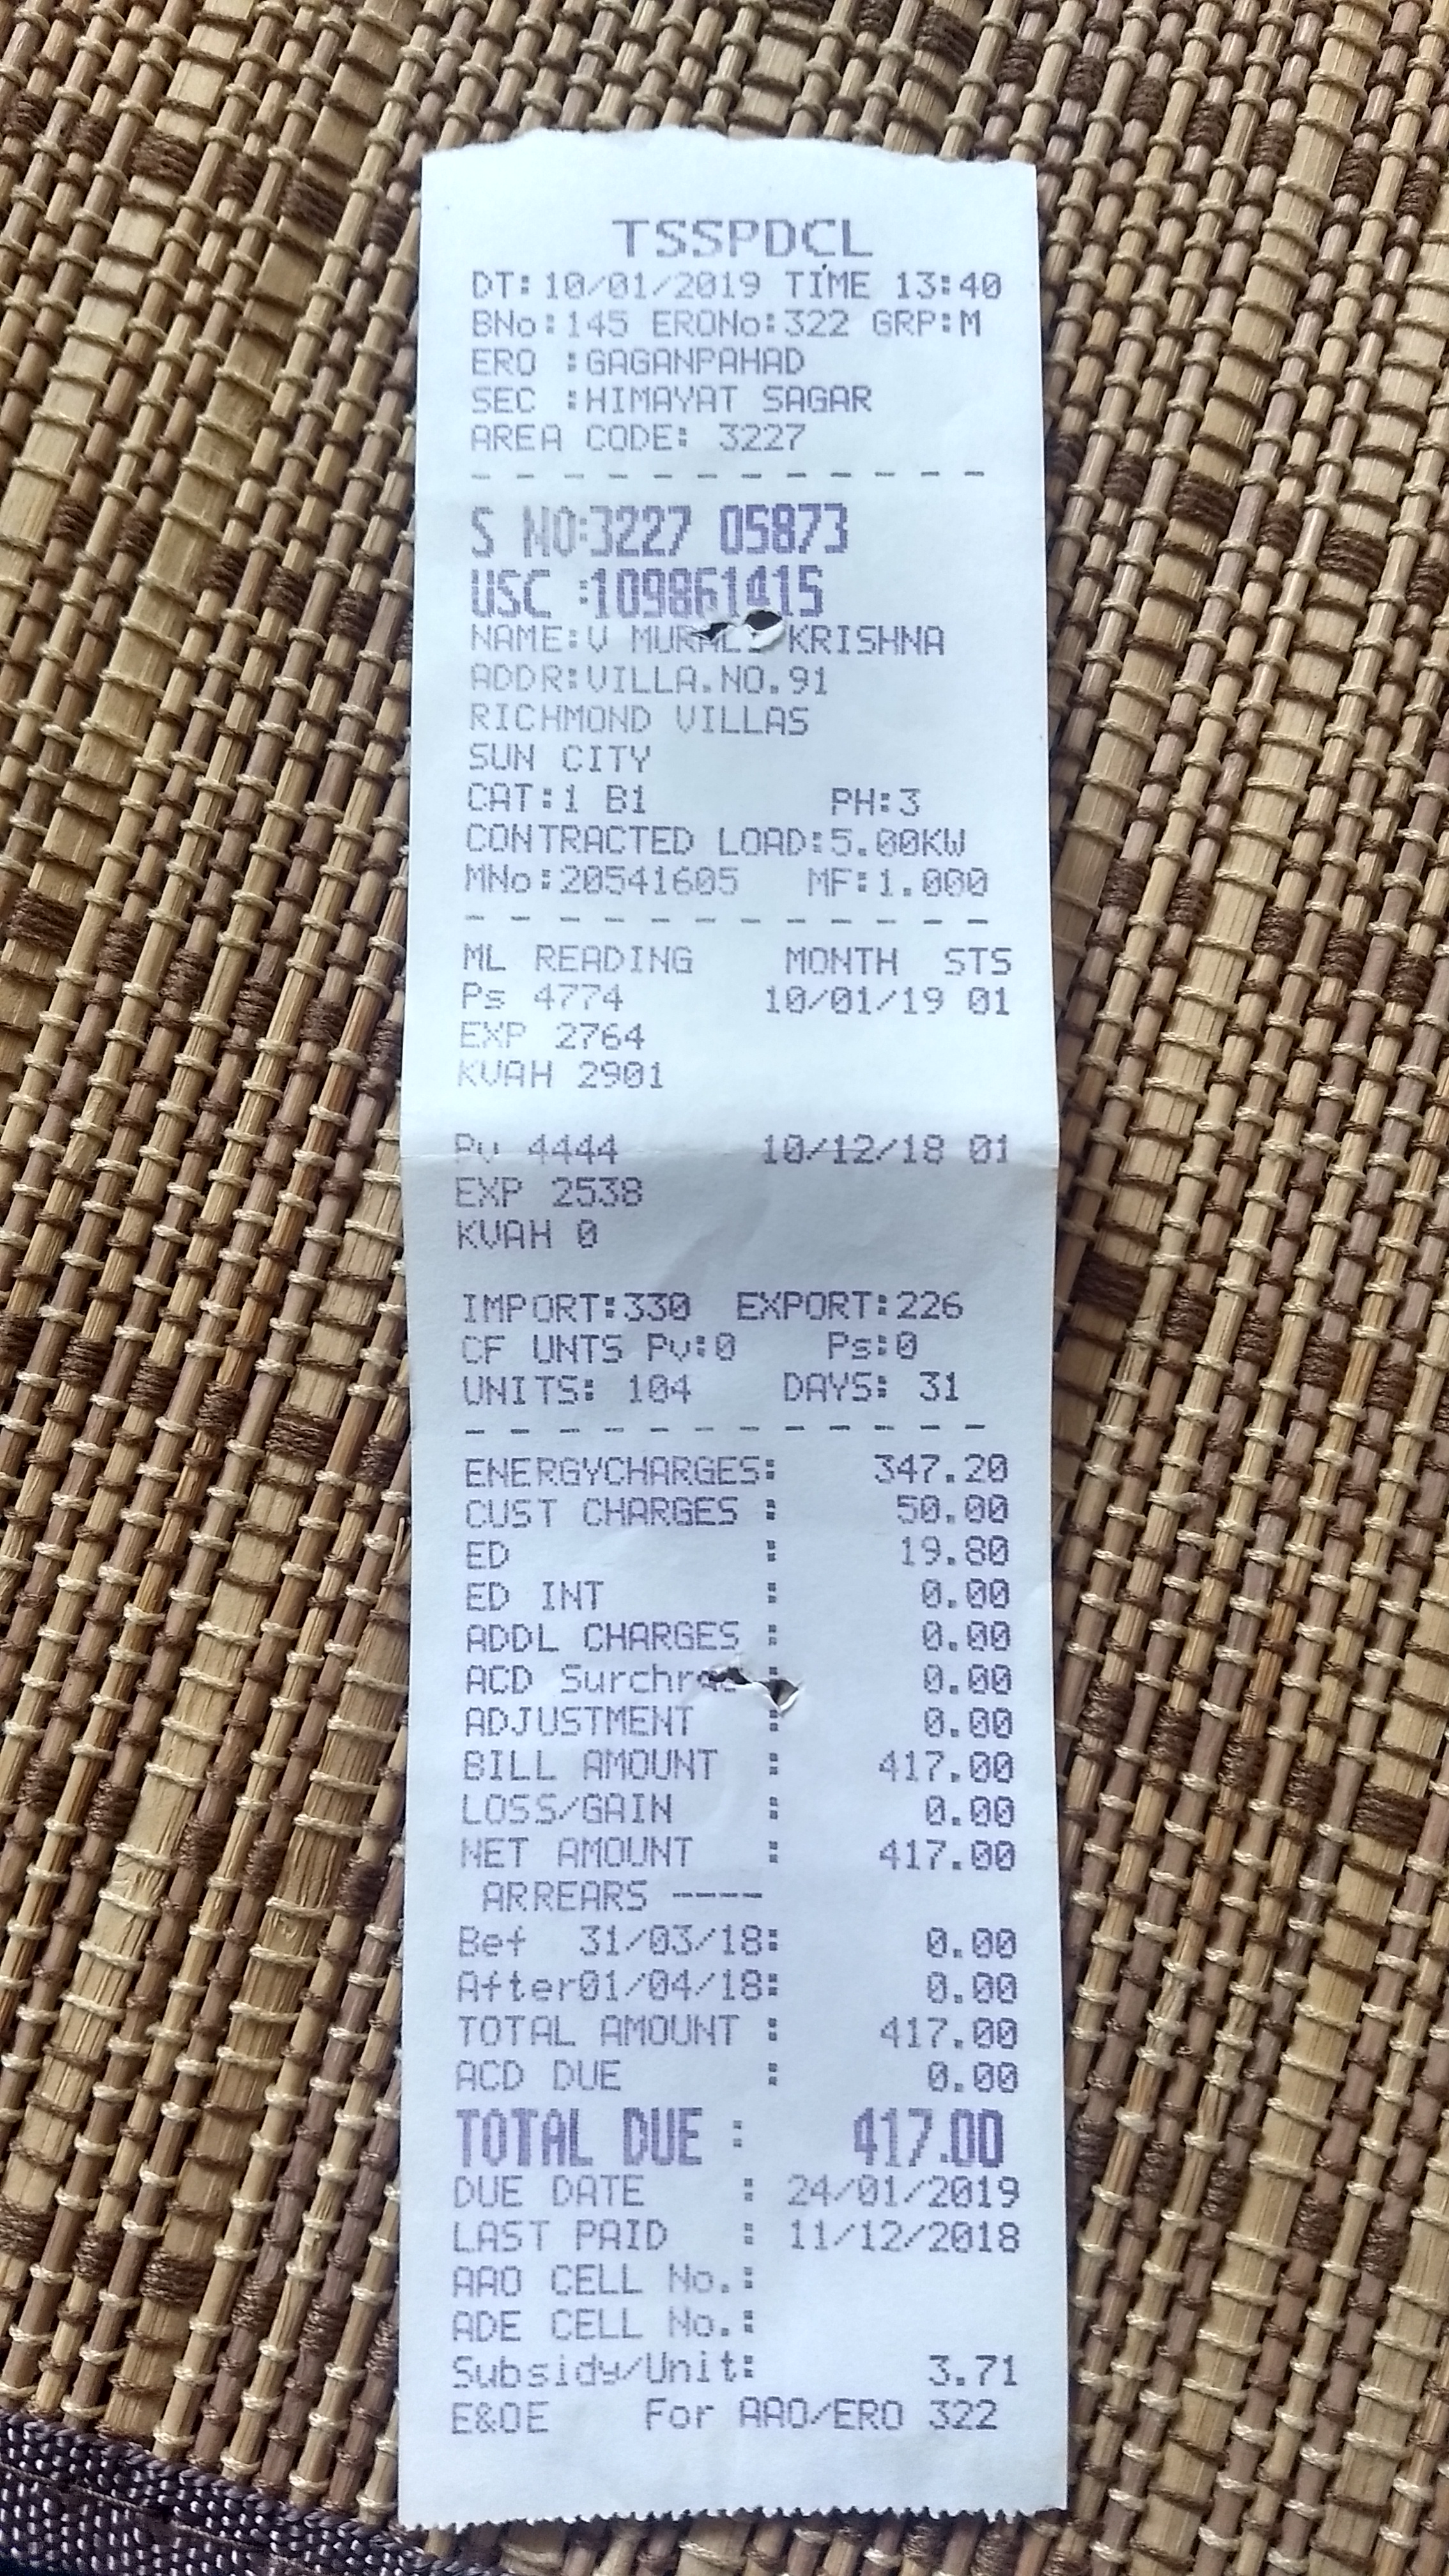 TSSPDCL
DT:10/01/2019 TIME 13:40
BNo:145 ERONo:322 GRP:M
ERO :GAGANPAHAD
SEC :HIMAYAT SAGAR
AREA CODE: 3227
- - - - - - - - - - - -
S NO:3227 05873
USC :109861415
NAME:V KRISHNA
ADDR:VILLA.NO.91
RICHMOND VILLAS
SUN CITY
CAT:1 B1 PH:3
CONTRACTED LOAD:5.00KW
MNo:20541605 MF:1.000
- - - - - - - - - - - -
ML READING MONTH STS
Ps 4774 10/01/19 01
EXP 2764
KVAH 2901
Pv 4444 10/12/18 01
EXP 2538
KVAH 0
IMPORT:330 EXPORT:226
CF UNTS Pv:0 Ps:0
UNITS: 104 DAYS: 31
- - - - - - - - - - - -
ENERGYCHARGES: 347.20
CUST CHARGES : 50.00
ED : 19.80
ED INT : 0.00
ADDL CHARGES : 0.00
ACD : 0.00
ADJUSTMENT : 0.00
BILL AMOUNT : 417.00
LOSS/GAIN : 0.00
NET AMOUNT : 417.00
ARREARS ----
Bef 31/03/18: 0.00
After01/04/18: 0.00
TOTAL AMOUNT : 417.00
ACD DUE : 0.00
TOTAL DUE : 417.00
DUE DATE : 24/01/2019
LAST PAID : 11/12/2018
AAO CELL No.:
ADE CELL No.:
Subsidy/Unit: 3.71
E&OE For AAO/ERO 322